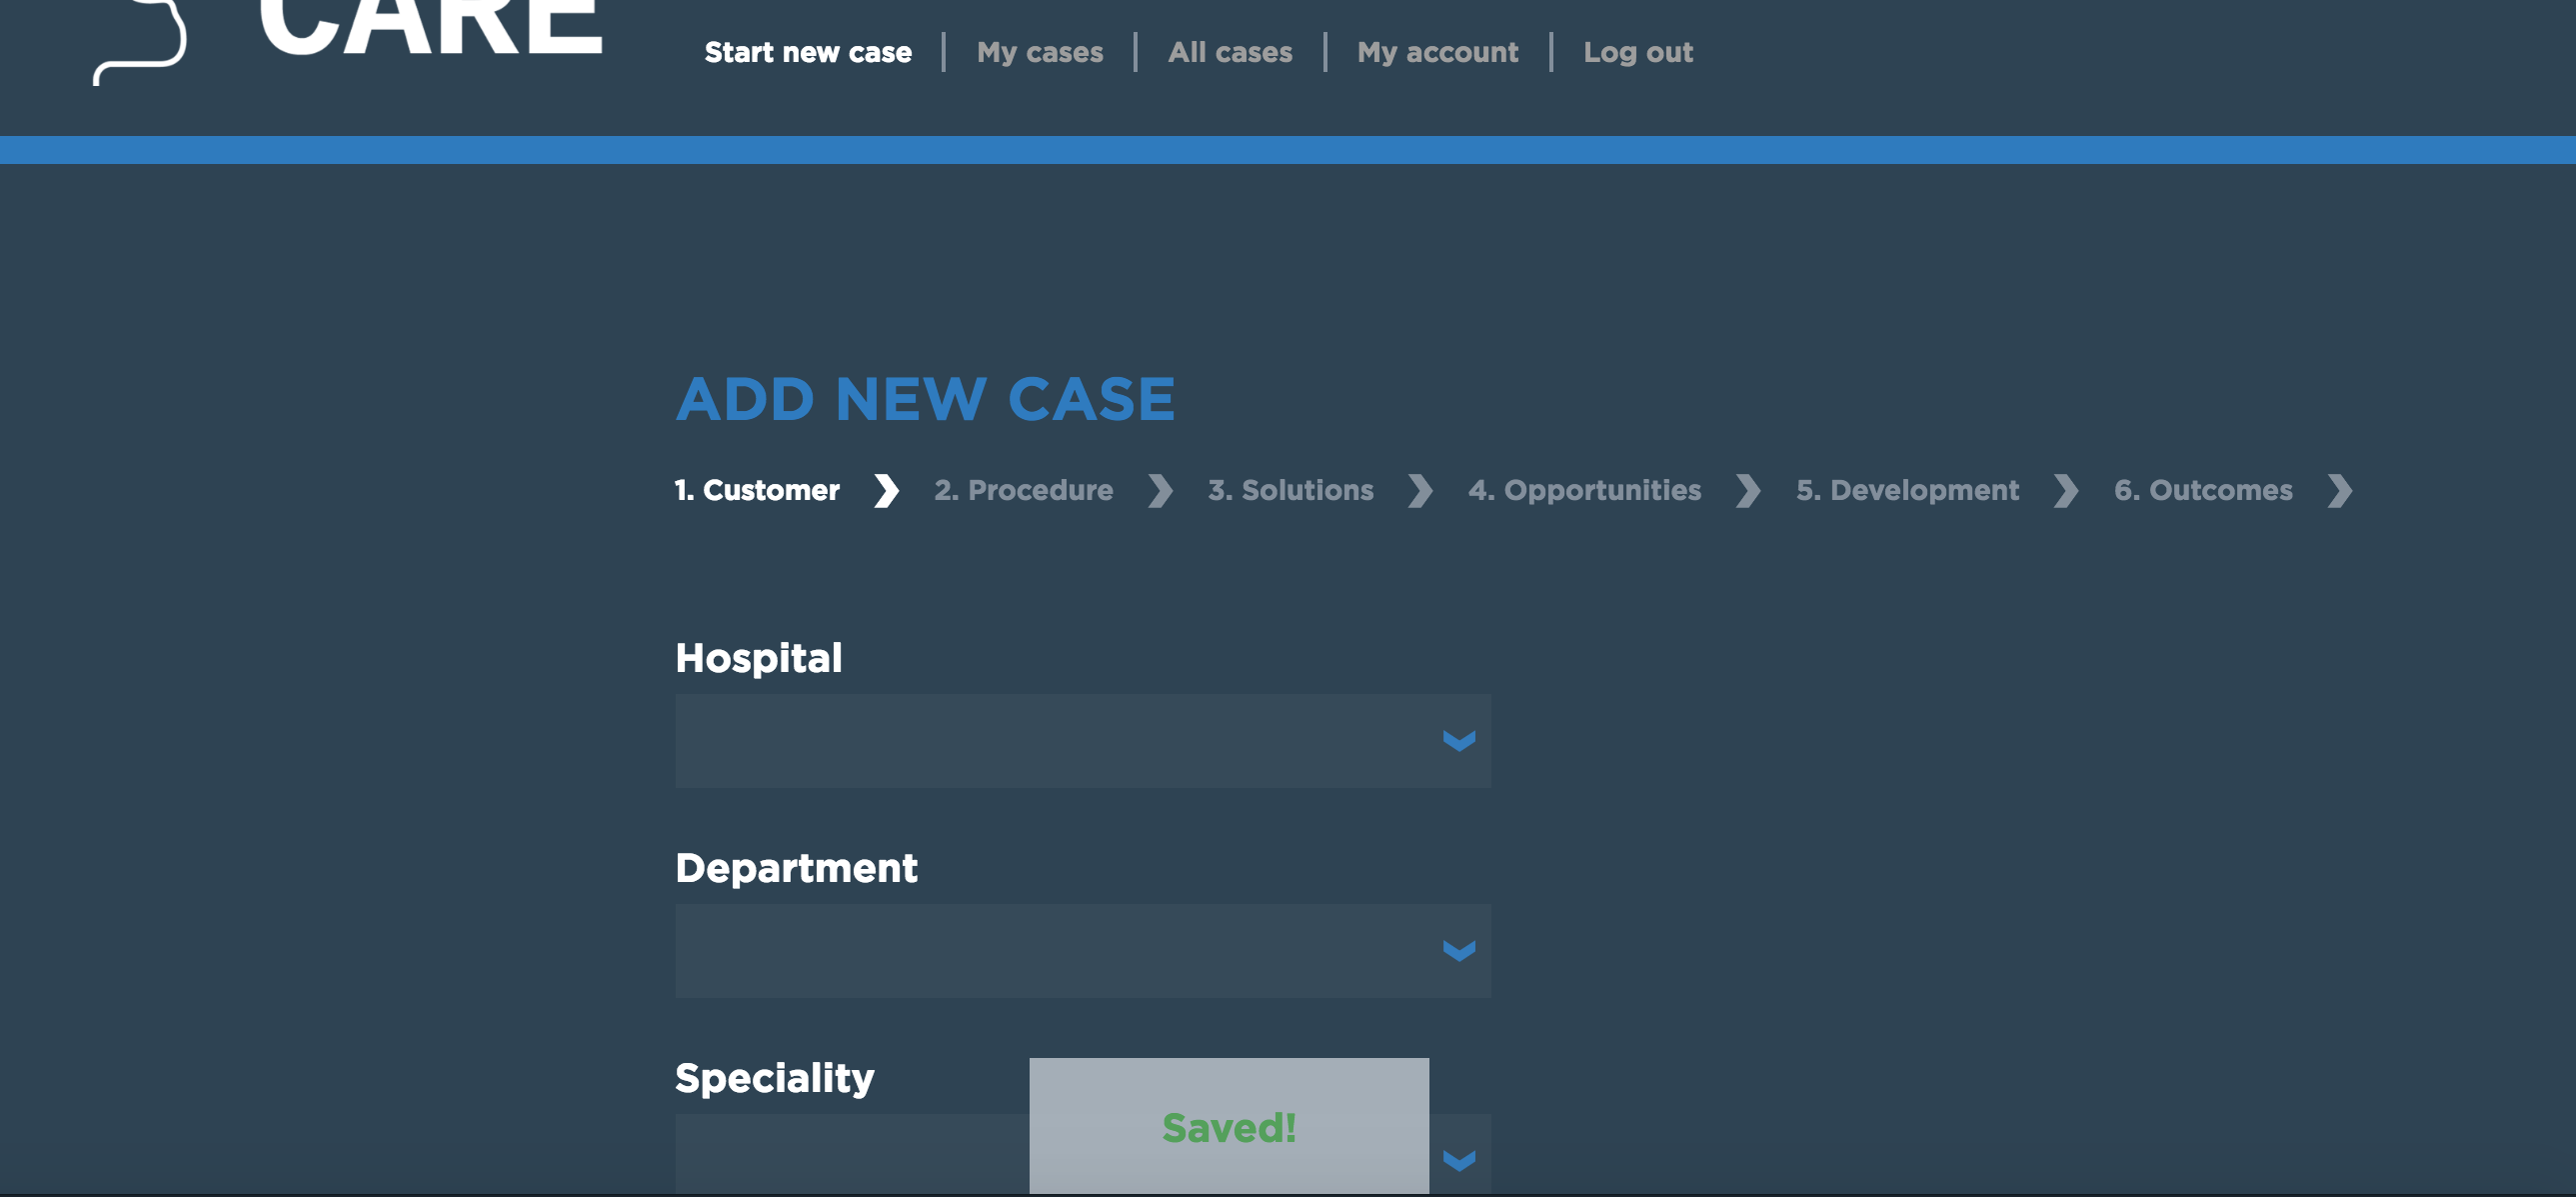 CARE
Start new case
My cases
All cases
My account
Log out
ADD NEW CASE
1. Customer
2. Procedure
3. Solutions
4. Opportunities
5. Development
6. Outcomes
Hospital
Department
Speciality
Saved!